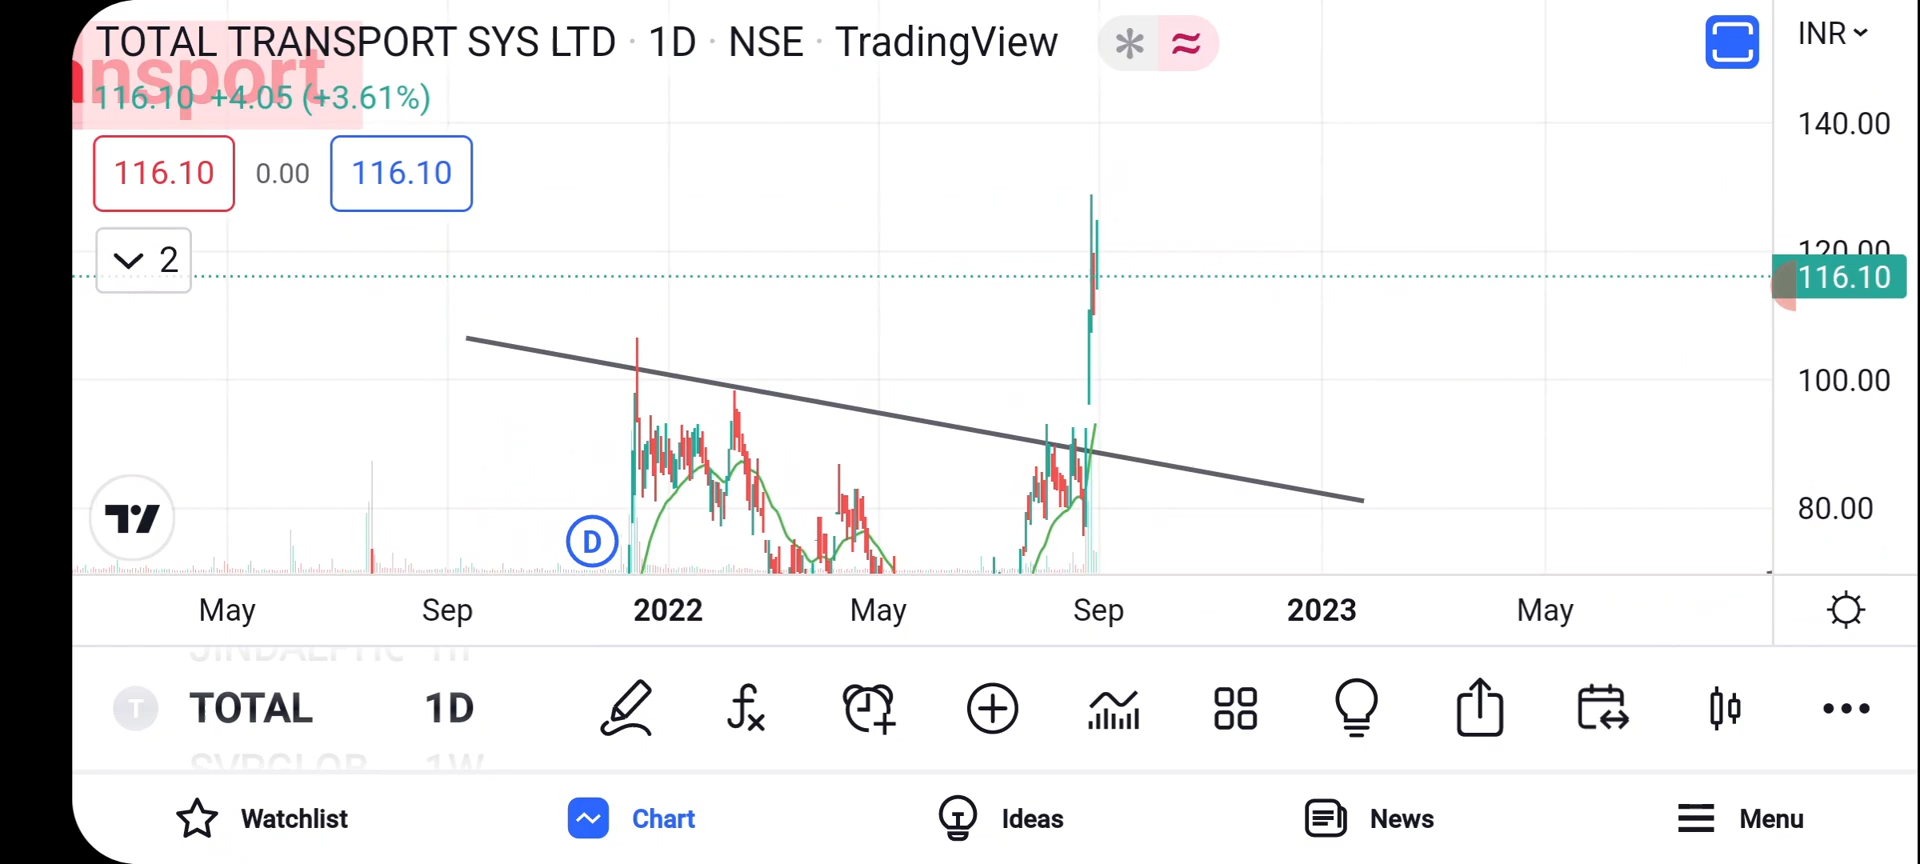 TOTAL TRANSPORT SYS LTD · 1D · NSE · TradingView
INR
nsport
116.10 +4.05 (+3.61%)
116.10 0.00 116.10
2
140.00
120.00
116.10
100.00
80.00
D
May Sep 2022 May Sep 2023 May
T TOTAL 1D
1W
Watchlist Chart Ideas News Menu